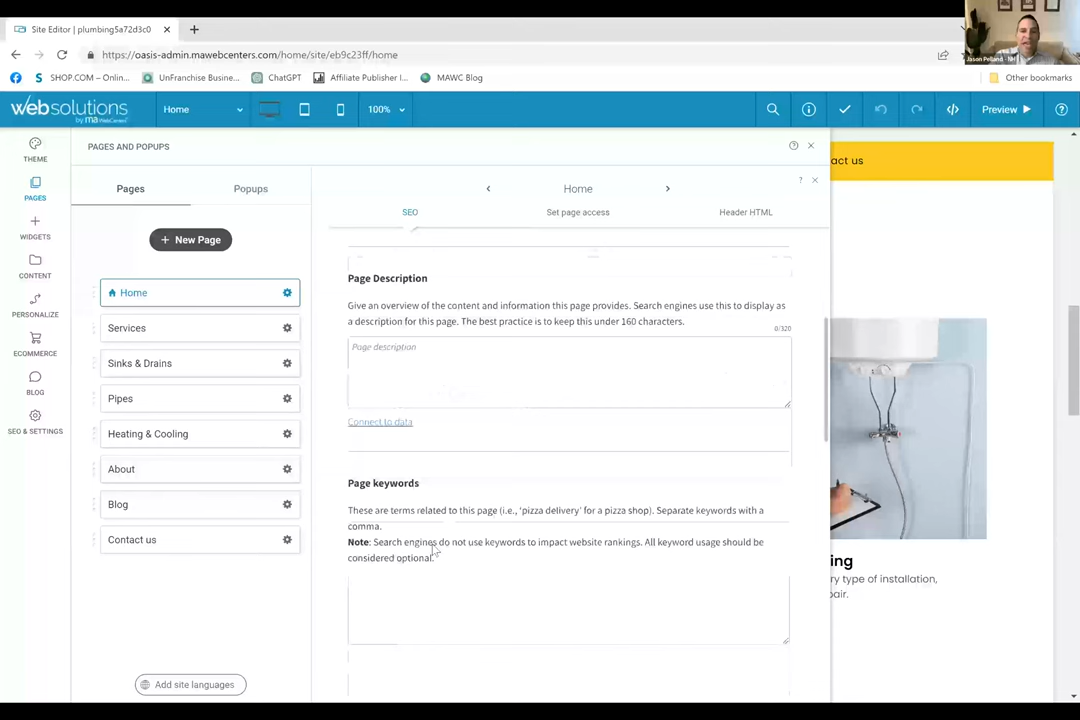 Site Editor | plumbing5a72d3c0
https://oasis-admin.mawebcenters.com/home/site/eb9c23ff/home
Jason Pelland - NH
SHOP.COM – Onlin...
UnFranchise Busine...
ChatGPT
Affiliate Publisher I...
MAWC Blog
Other bookmarks
websolutions
by ma WebCenters
Home
100%
Preview
THEME
PAGES
WIDGETS
CONTENT
PERSONALIZE
ECOMMERCE
BLOG
SEO & SETTINGS
PAGES AND POPUPS
Pages
Popups
+ New Page
Home
Services
Sinks & Drains
Pipes
Heating & Cooling
About
Blog
Contact us
Add site languages
Home
SEO
Set page access
Header HTML
Page Description
Give an overview of the content and information this page provides. Search engines use this to display as
a description for this page. The best practice is to keep this under 160 characters.
0/320
Page description
Connect to data
Page keywords
These are terms related to this page (i.e., 'pizza delivery' for a pizza shop). Separate keywords with a
comma.
Note: Search engines do not use keywords to impact website rankings. All keyword usage should be
considered optional.
act us
ing
ry type of installation,
pair.